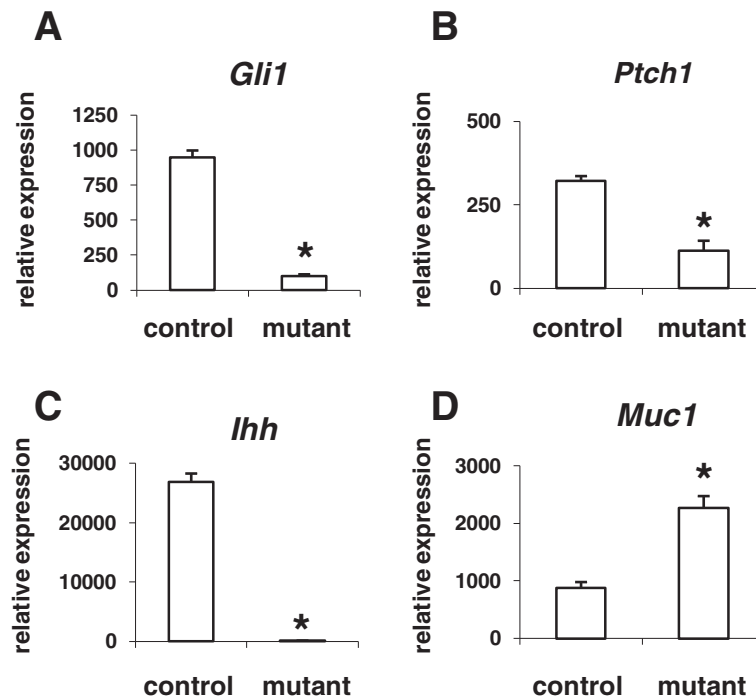 A
Gli1
relative expression
1250
1000
750
500
250
0
*
control mutant
B
Ptch1
relative expression
500
250
0
*
control mutant
C
Ihh
relative expression
30000
20000
10000
0
*
control mutant
D
Muc1
relative expression
3000
2000
1000
0
*
control mutant